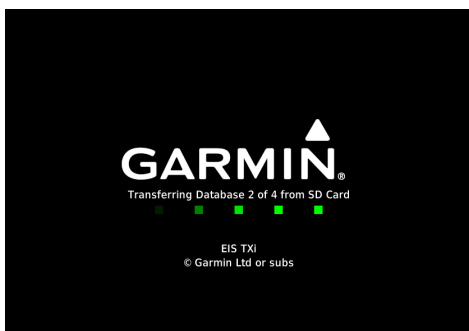 GARMIN®
Transferring Database 2 of 4 from SD Card
EIS TXi
© Garmin Ltd or subs